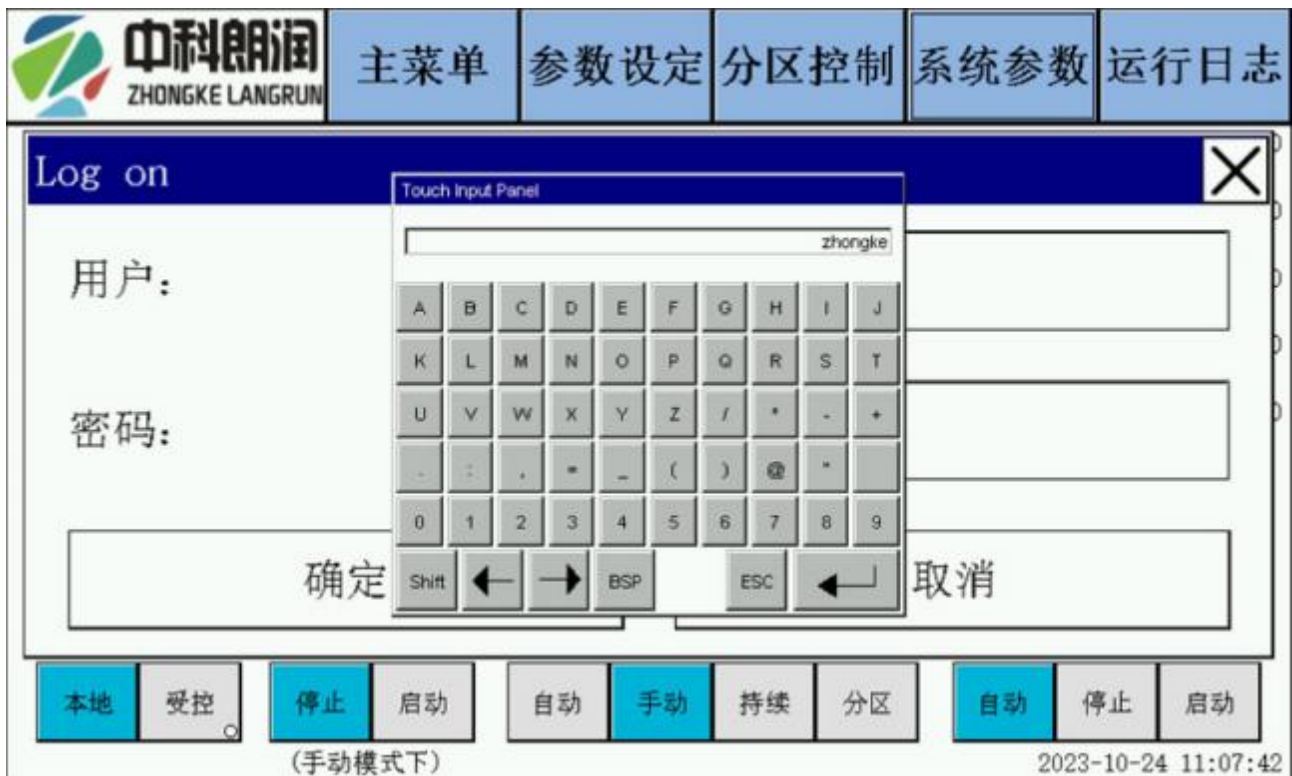 中科朗润
ZHONGKE LANGRUN
主菜单 参数设定 分区控制 系统参数 运行日志
Log on
Touch Input Panel
zhongke
用户:
A B C D E F G H I J
K L M N O P Q R S T
密码:
U V W X Y Z / * - +
. : , = _ ( ) @ "
0 1 2 3 4 5 6 7 8 9
确定 取消
Shift BSP ESC
本地 受控 停止 启动 自动 手动 持续 分区 自动 停止 启动
(手动模式下)
2023-10-24 11:07:42